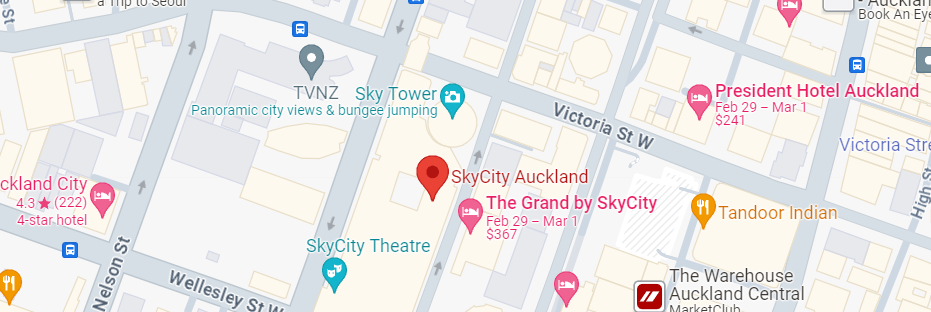 a Trip to Seoul
Auckland
Book An Eye
TVNZ
Sky Tower
Panoramic city views & bungee jumping
President Hotel Auckland
Feb 29 – Mar 1
$241
Victoria St W
Victoria Stre
High St
ckland City
4.3★ (222)
4-star hotel
SkyCity Auckland
The Grand by SkyCity
Feb 29 – Mar 1
$367
Tandoor Indian
SkyCity Theatre
Nelson St
Wellesley St W
The Warehouse
Auckland Central
MarketClub